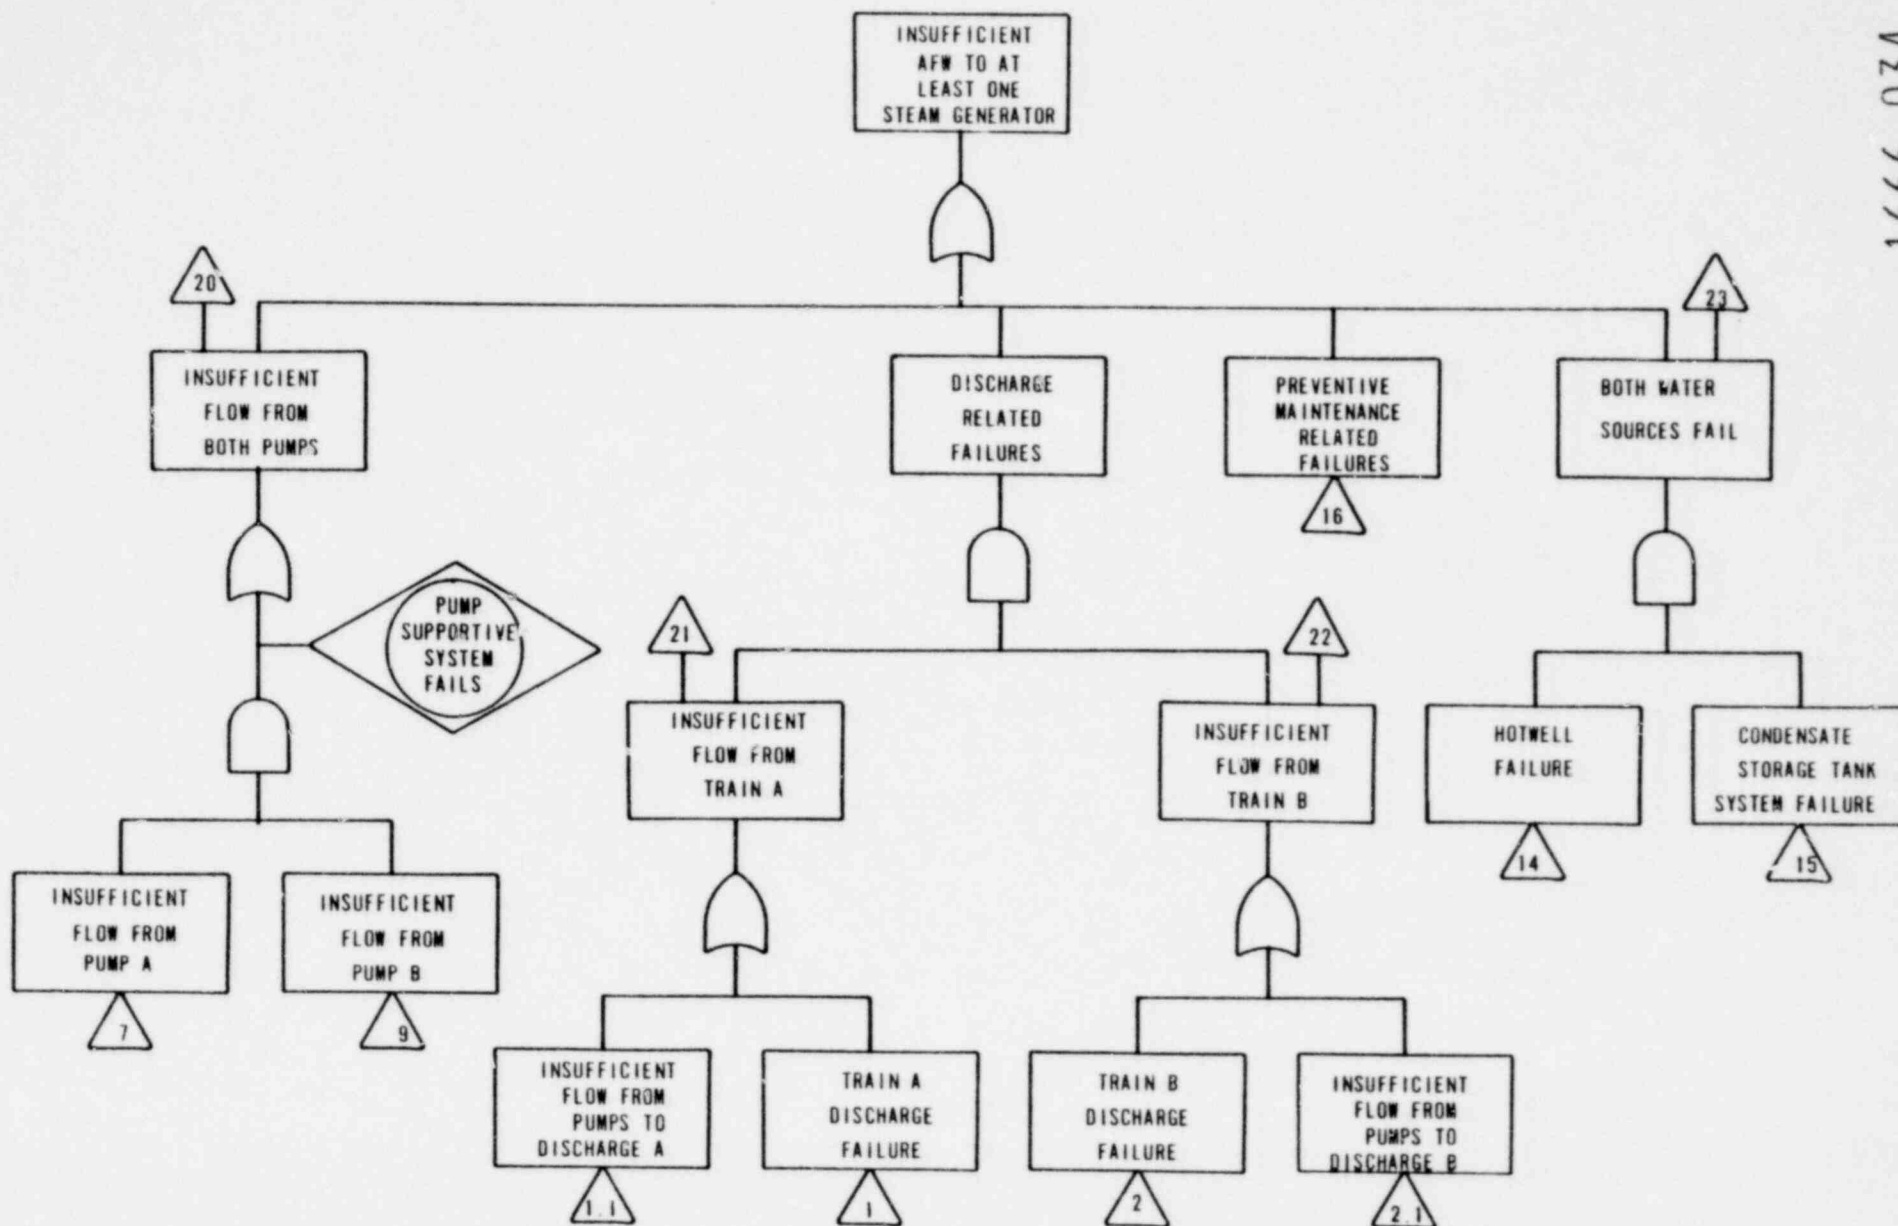 INSUFFICIENT
AFW TO AT
LEAST ONE
STEAM GENERATOR
20
23
INSUFFICIENT
FLOW FROM
BOTH PUMPS
DISCHARGE
RELATED
FAILURES
PREVENTIVE
MAINTENANCE
RELATED
FAILURES
16
BOTH WATER
SOURCES FAIL
PUMP
SUPPORTIVE
SYSTEM
FAILS
21
22
INSUFFICIENT
FLOW FROM
TRAIN A
INSUFFICIENT
FLOW FROM
TRAIN B
HOTWELL
FAILURE
14
CONDENSATE
STORAGE TANK
SYSTEM FAILURE
15
INSUFFICIENT
FLOW FROM
PUMP A
7
INSUFFICIENT
FLOW FROM
PUMP B
9
INSUFFICIENT
FLOW FROM
PUMPS TO
DISCHARGE A
1.1
TRAIN A
DISCHARGE
FAILURE
1
TRAIN B
DISCHARGE
FAILURE
2
INSUFFICIENT
FLOW FROM
PUMPS TO
DISCHARGE B
2.1